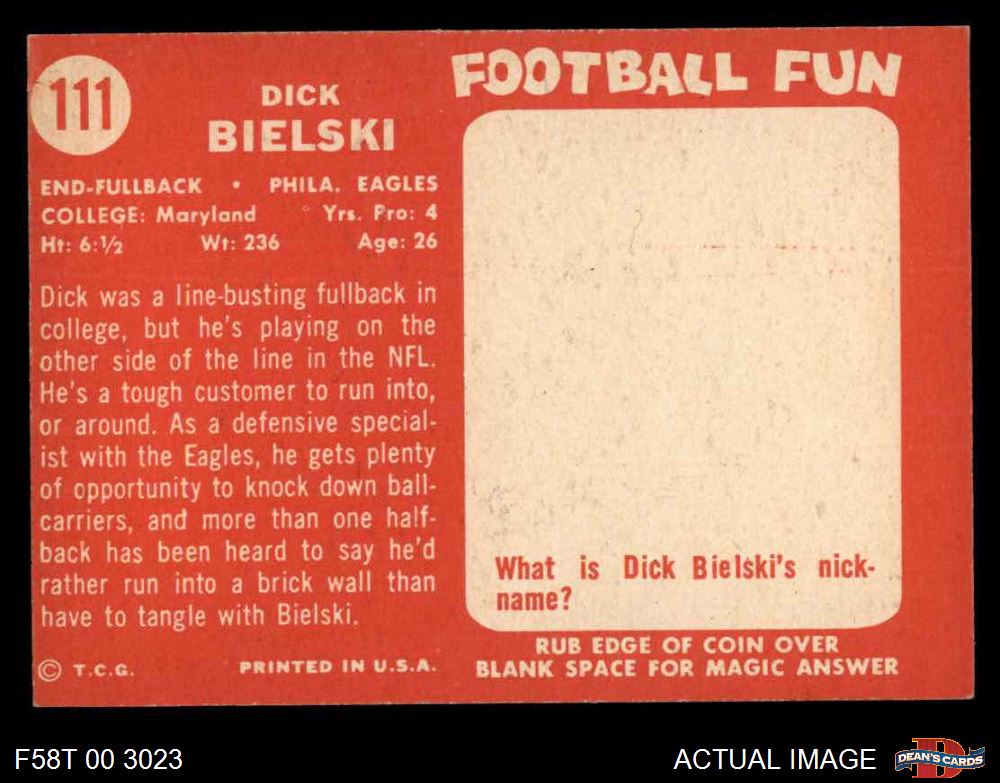 111
DICK
BIELSKI
END-FULLBACK • PHILA. EAGLES
COLLEGE: Maryland Yrs. Pro: 4
Ht: 6:½ Wt: 236 Age: 26
Dick was a line-busting fullback in
college, but he's playing on the
other side of the line in the NFL.
He's a tough customer to run into,
or around. As a defensive special-
ist with the Eagles, he gets plenty
of opportunity to knock down ball-
carriers, and more than one half-
back has been heard to say he'd
rather run into a brick wall than
have to tangle with Bielski.
© T.C.G. PRINTED IN U.S.A.
FOOTBALL FUN
What is Dick Bielski's nick-
name?
RUB EDGE OF COIN OVER
BLANK SPACE FOR MAGIC ANSWER
F58T 00 3023
ACTUAL IMAGE
D
DEAN'S CARDS